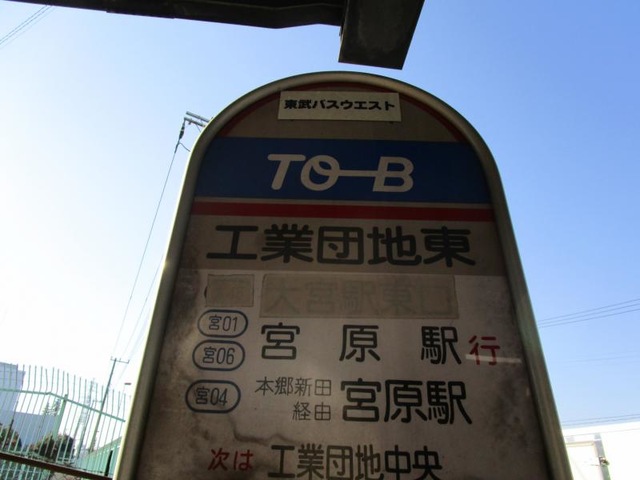 東武バスウエスト
TO-B
工業団地東
大宮駅東口
宮01
宮06 宮原駅行
宮04 本郷新田経由 宮原駅
次は 工業団地中央